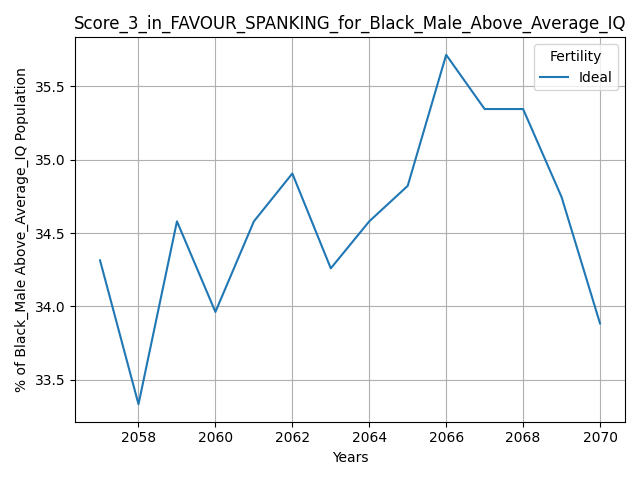 Score_3_in_FAVOUR_SPANKING_for_Black_Male_Above_Average_IQ
Fertility
Ideal
% of Black_Male Above_Average_IQ Population
35.5
35.0
34.5
34.0
33.5
2058 2060 2062 2064 2066 2068 2070
Years